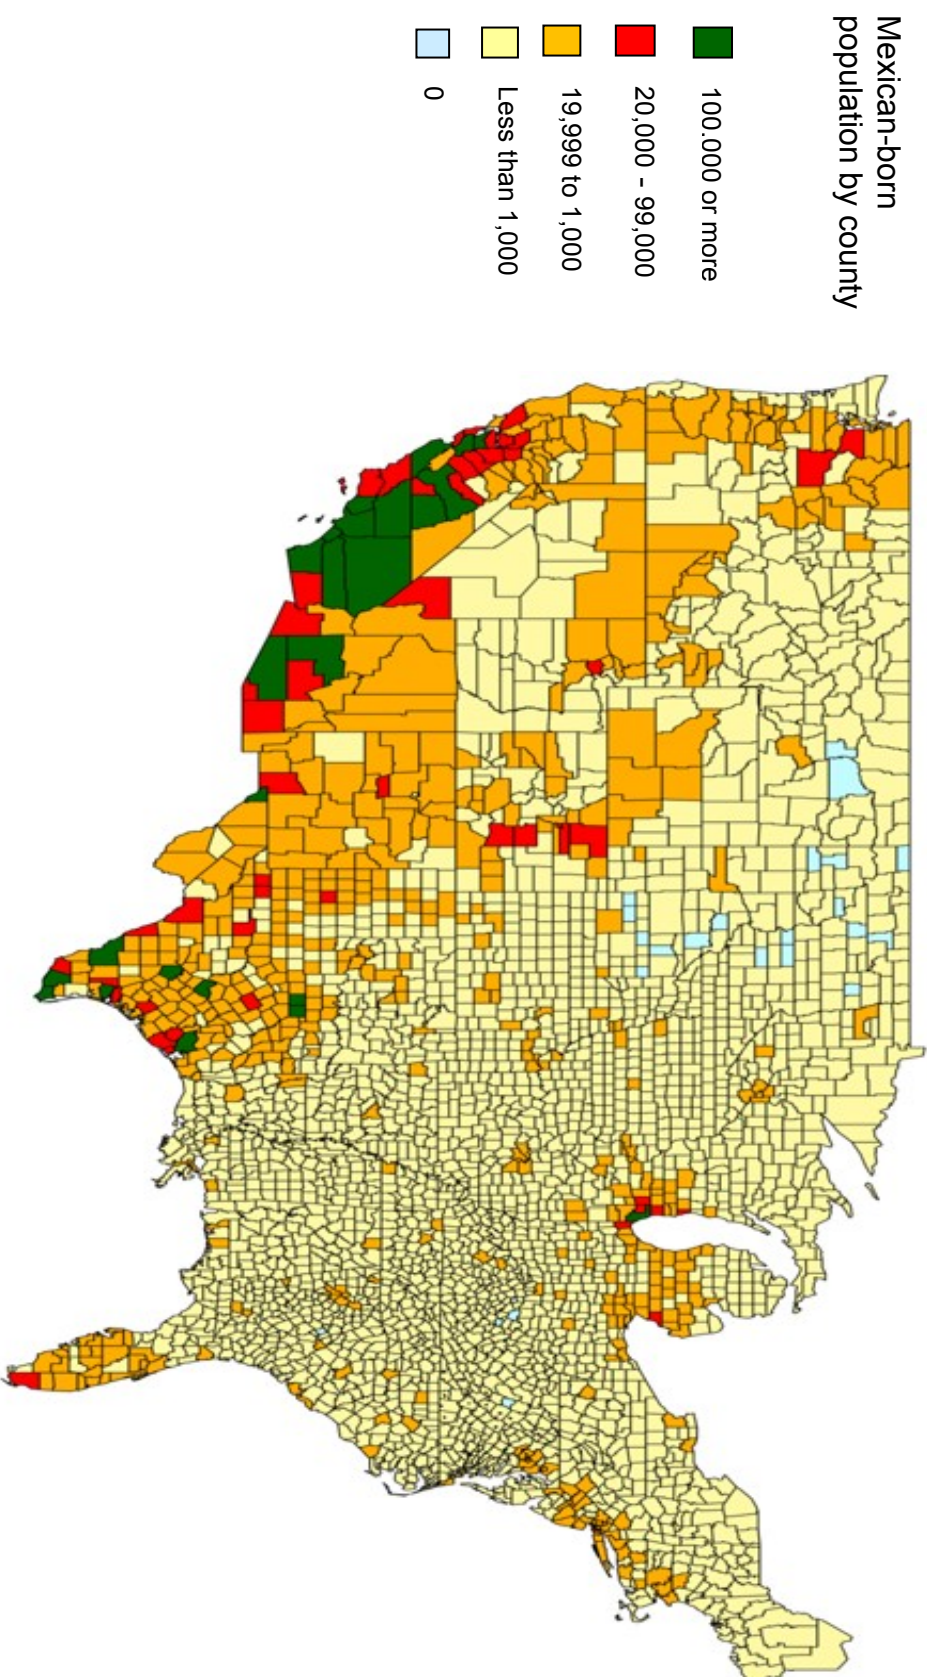 Mexican-born
population by county
100.000 or more
20,000 - 99,000
19,999 to 1,000
Less than 1,000
0